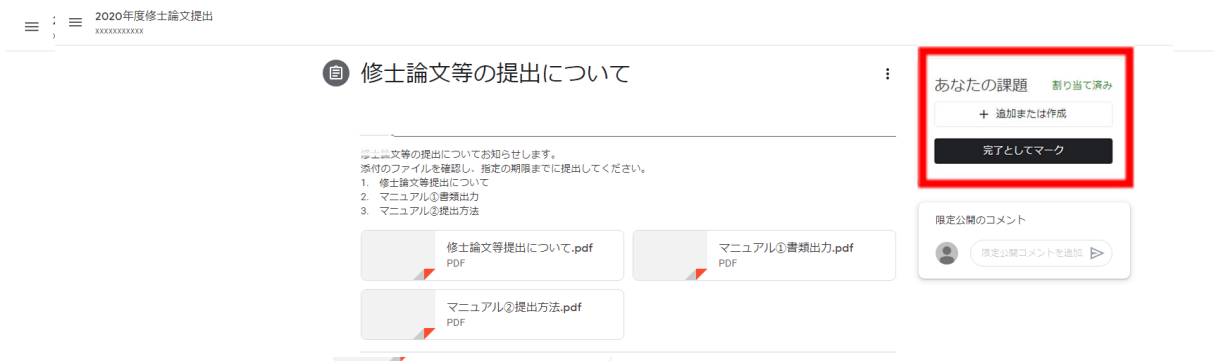 2020年度修士論文提出
xxxxxxxxxxx
修士論文等の提出について
あなたの課題 割り当て済み
＋ 追加または作成
完了としてマーク
修士論文等の提出についてお知らせします。
添付のファイルを確認し、指定の期限までに提出してください。
1. 修士論文等提出について
2. マニュアル①書類出力
3. マニュアル②提出方法
修士論文等提出について.pdf
PDF
マニュアル①書類出力.pdf
PDF
マニュアル②提出方法.pdf
PDF
限定公開のコメント
限定公開コメントを追加